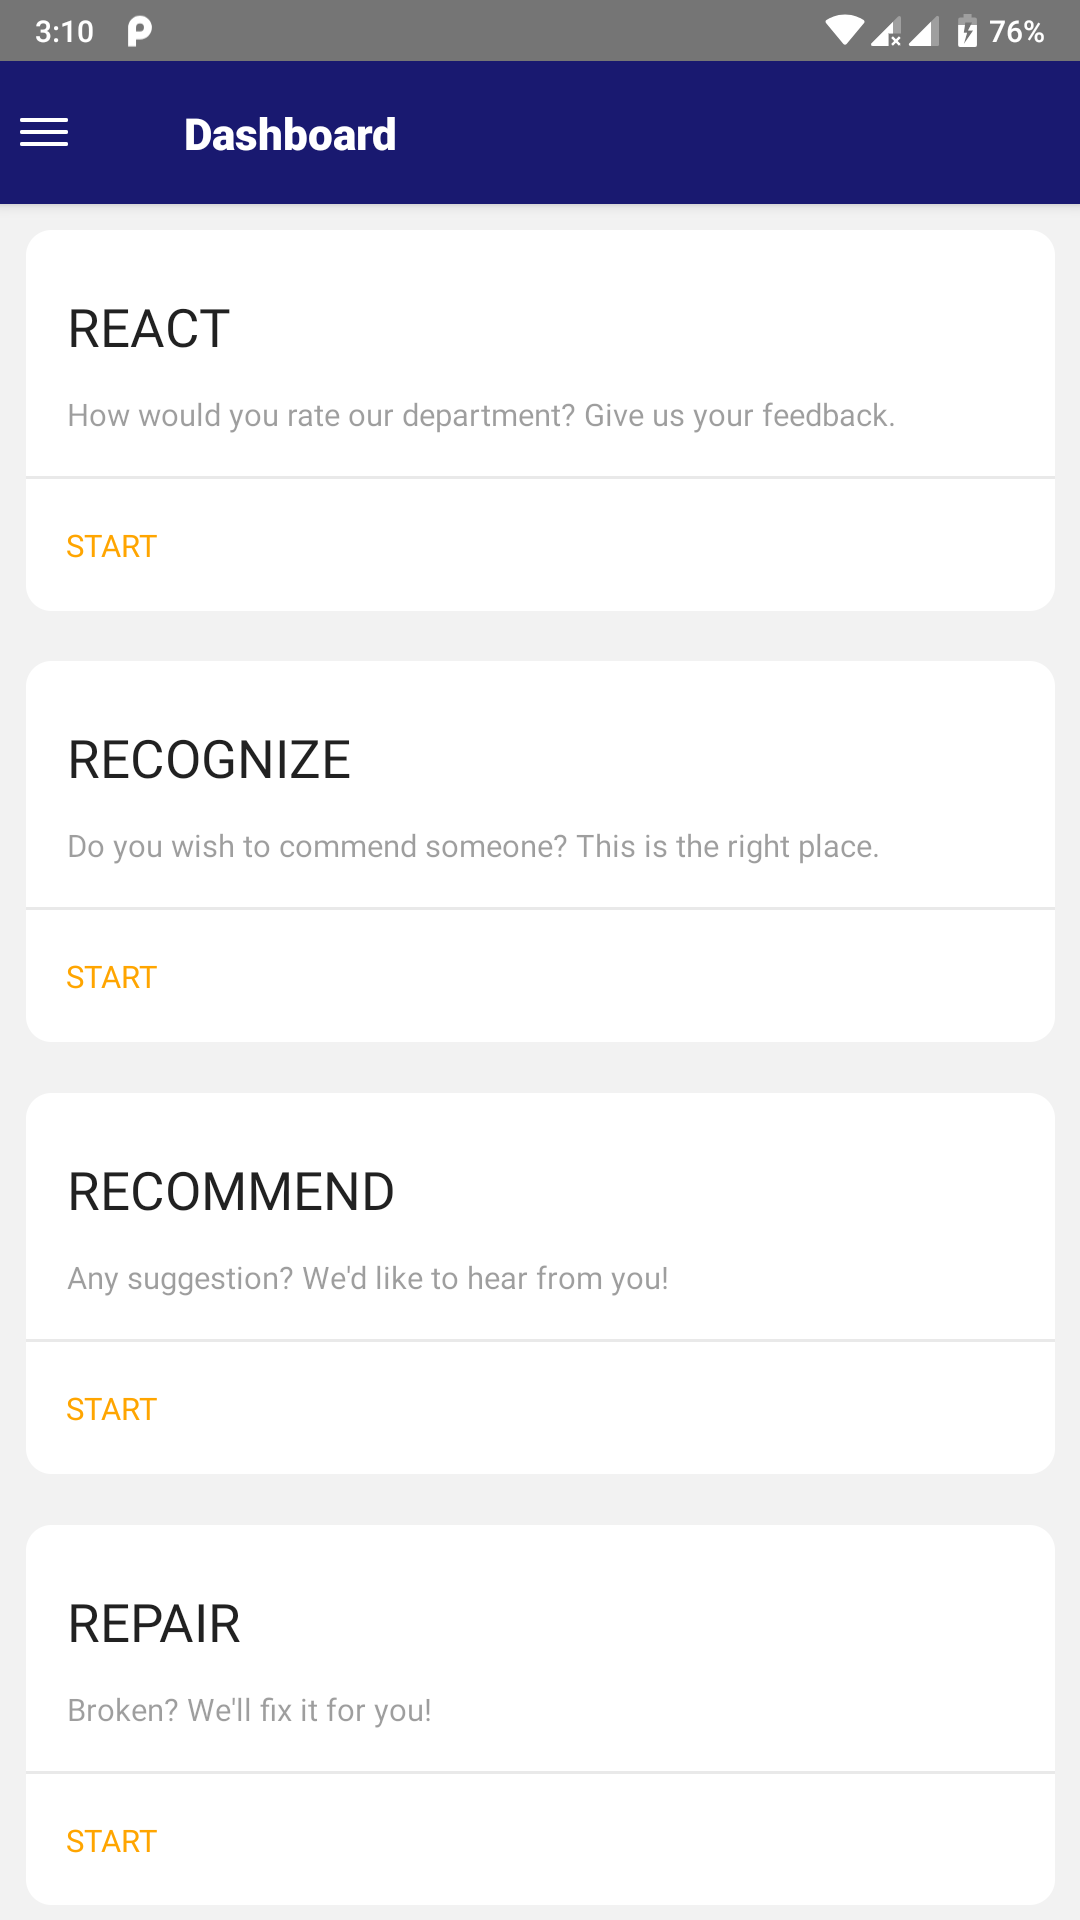 3:10 76%
Dashboard
REACT
How would you rate our department? Give us your feedback.
START
RECOGNIZE
Do you wish to commend someone? This is the right place.
START
RECOMMEND
Any suggestion? We'd like to hear from you!
START
REPAIR
Broken? We'll fix it for you!
START